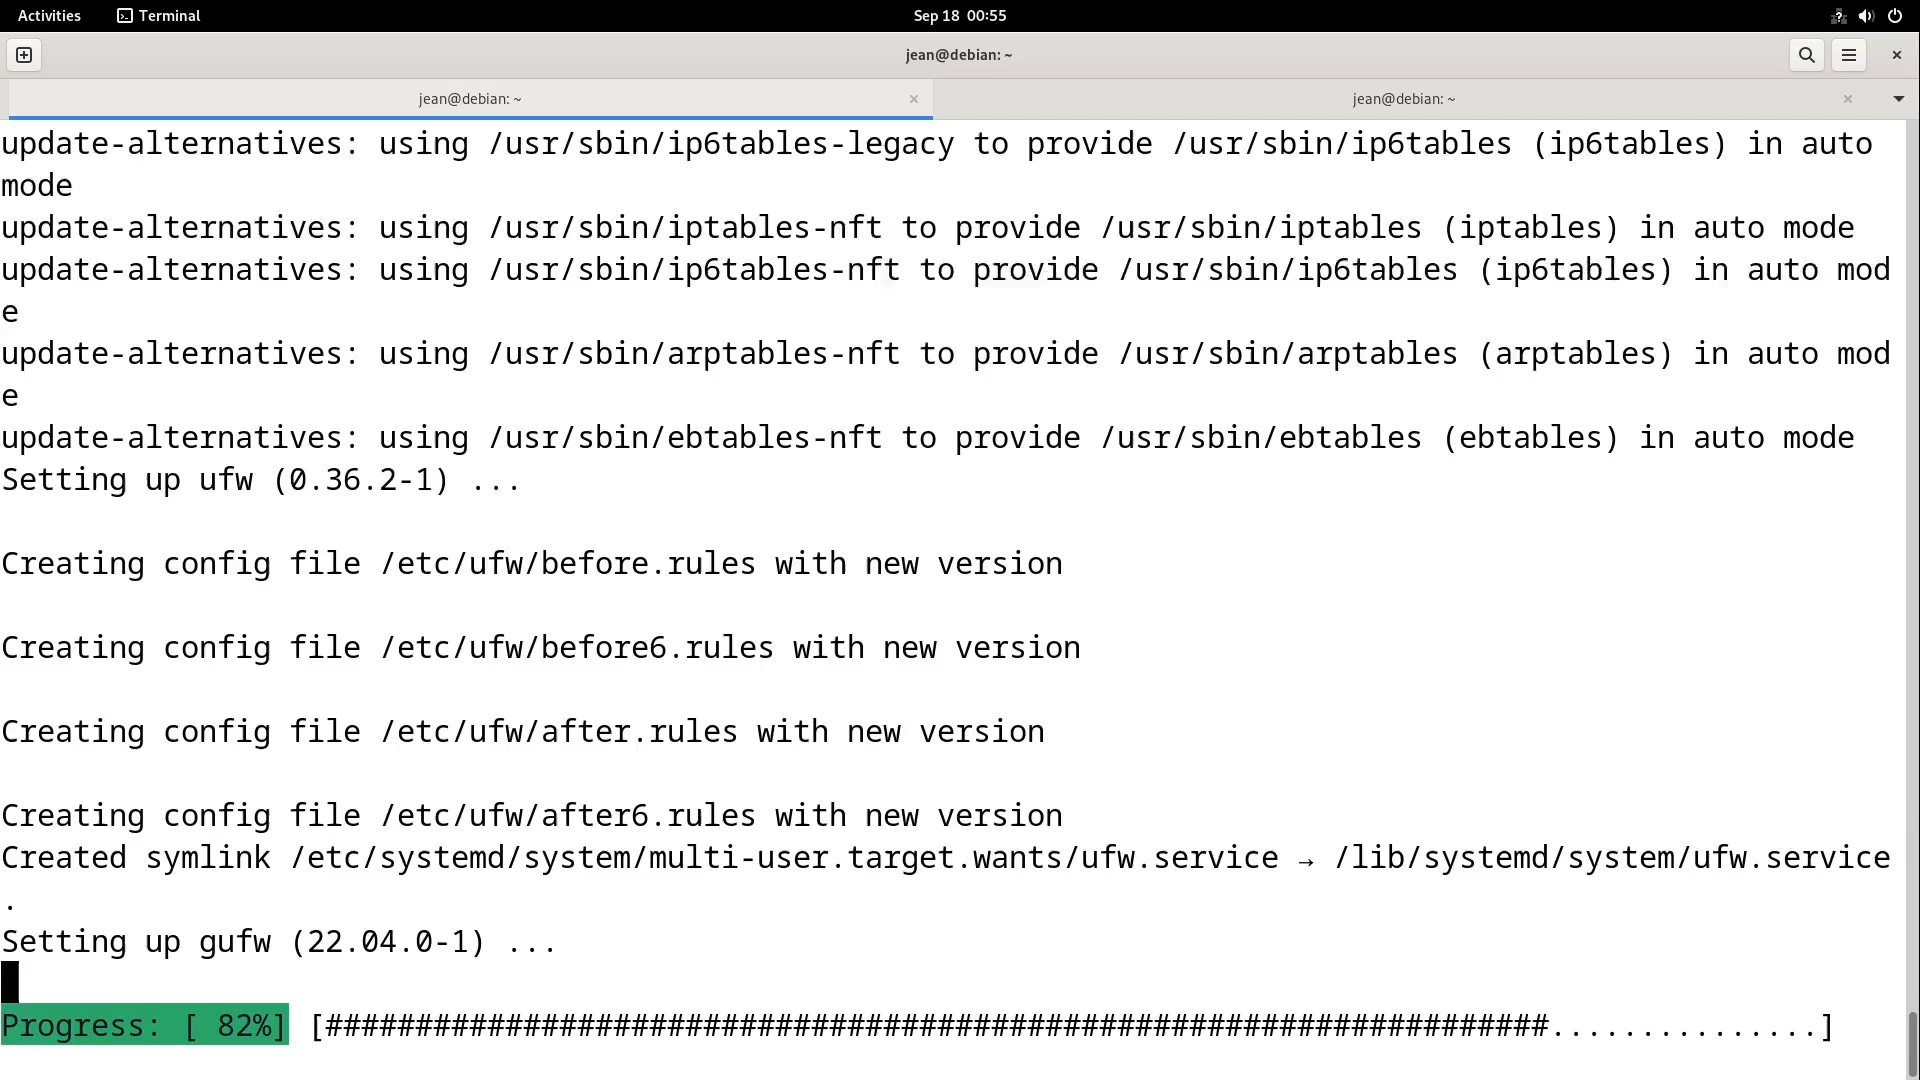 Activities Terminal Sep 18 00:55
jean@debian: ~
jean@debian: ~ jean@debian: ~
update-alternatives: using /usr/sbin/ip6tables-legacy to provide /usr/sbin/ip6tables (ip6tables) in auto
mode
update-alternatives: using /usr/sbin/iptables-nft to provide /usr/sbin/iptables (iptables) in auto mode
update-alternatives: using /usr/sbin/ip6tables-nft to provide /usr/sbin/ip6tables (ip6tables) in auto mod
e
update-alternatives: using /usr/sbin/arptables-nft to provide /usr/sbin/arptables (arptables) in auto mod
e
update-alternatives: using /usr/sbin/ebtables-nft to provide /usr/sbin/ebtables (ebtables) in auto mode
Setting up ufw (0.36.2-1) ...
Creating config file /etc/ufw/before.rules with new version
Creating config file /etc/ufw/before6.rules with new version
Creating config file /etc/ufw/after.rules with new version
Creating config file /etc/ufw/after6.rules with new version
Created symlink /etc/systemd/system/multi-user.target.wants/ufw.service → /lib/systemd/system/ufw.service
.
Setting up gufw (22.04.0-1) ...
Progress: [ 82%] [####################################################################...............]